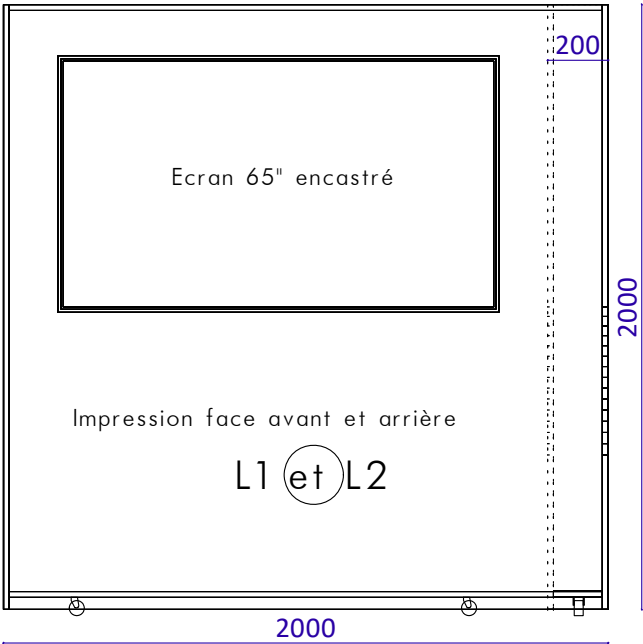 200
Ecran 65" encastré
2000
Impression face avant et arrière
L1 et L2
2000